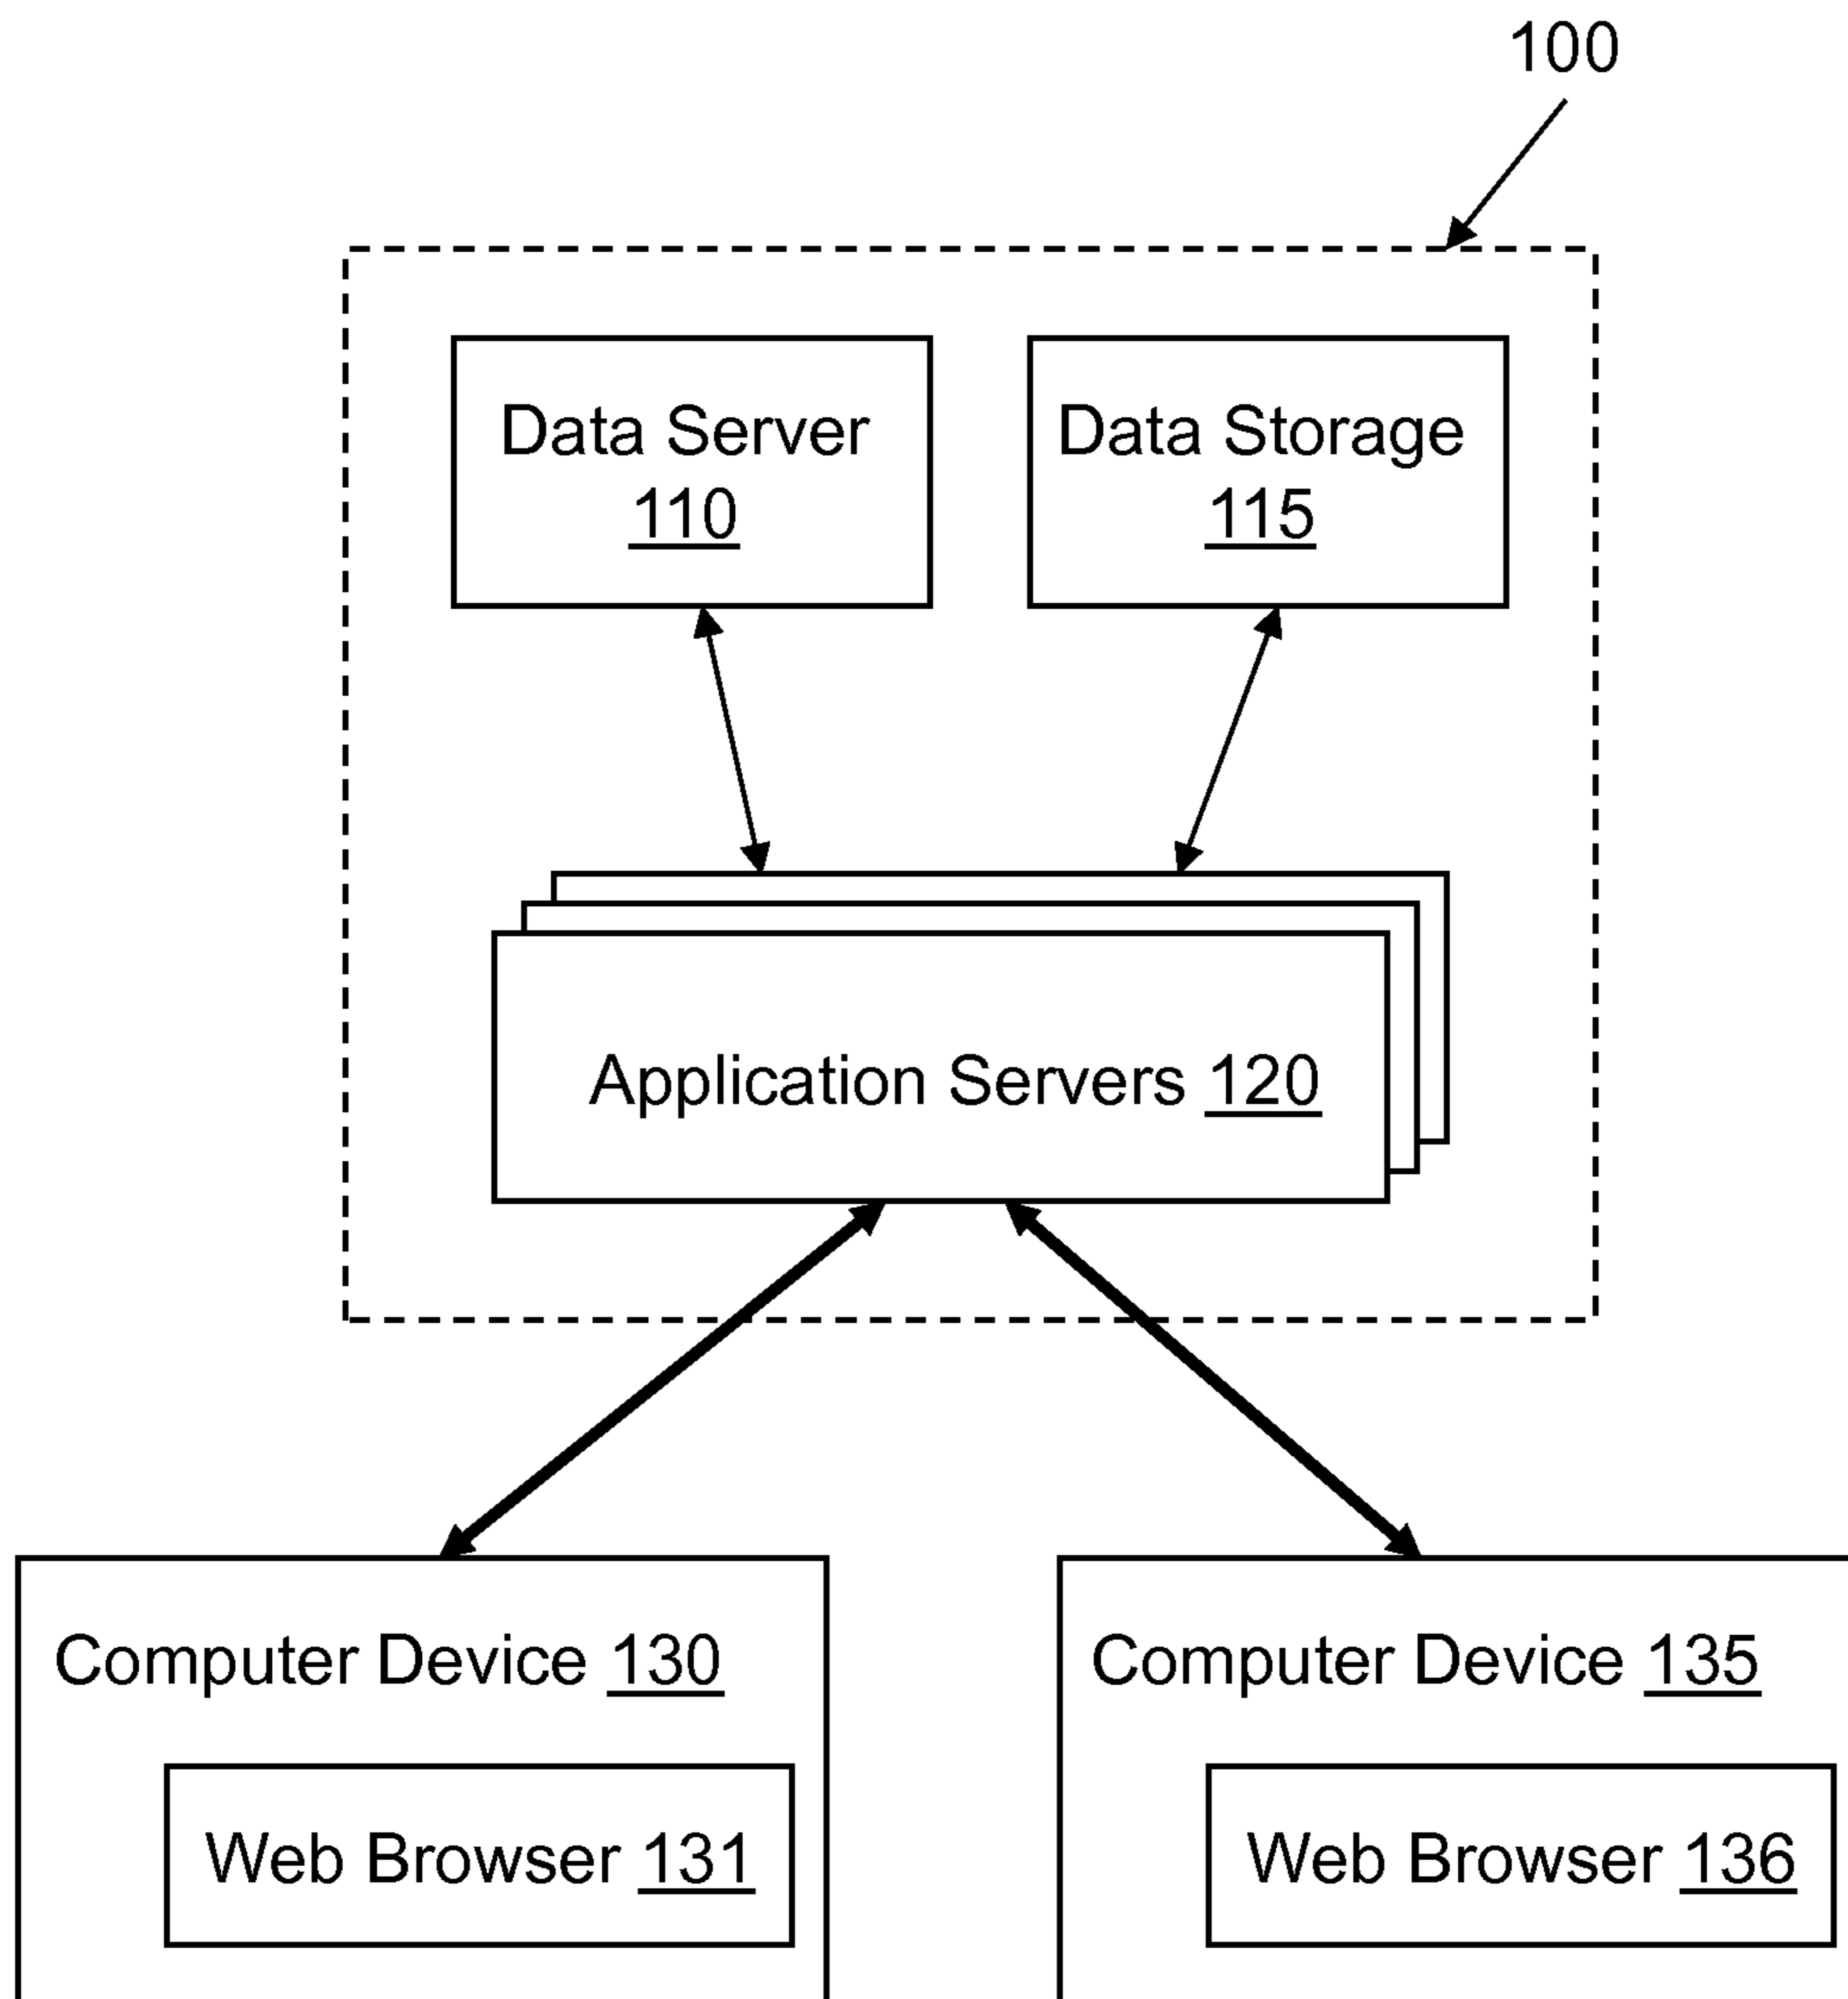 100
Data Server
110
Data Storage
115
Application Servers 120
Computer Device 130
Web Browser 131
Computer Device 135
Web Browser 136